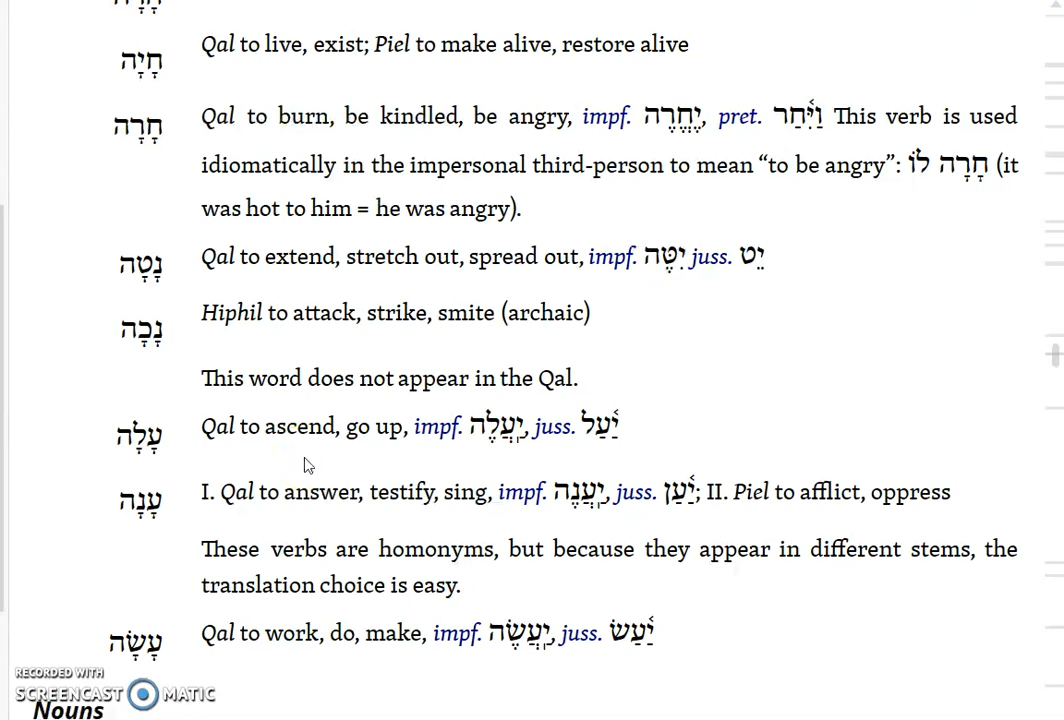 חָיָה Qal to live, exist; Piel to make alive, restore alive
חָרָה Qal to burn, be kindled, be angry, impf. יֶחֱרֶה, pret. וַיִּ֫חַר This verb is used
idiomatically in the impersonal third-person to mean “to be angry”: חָרָה לוֹ (it
was hot to him = he was angry).
נָטָה Qal to extend, stretch out, spread out, impf. יִטֶּה juss. יֵט
נָכָה Hiphil to attack, strike, smite (archaic)
This word does not appear in the Qal.
עָלָה Qal to ascend, go up, impf. יַֽעֲלֶה, juss. יַ֫עַל
עָנָה I. Qal to answer, testify, sing, impf. יַֽעֲנֶה, juss. יַ֫עַן; II. Piel to afflict, oppress
These verbs are homonyms, but because they appear in different stems, the
translation choice is easy.
עָשָׂה Qal to work, do, make, impf. יַֽעֲשֶׂה, juss. יַ֫עַשׂ
RECORDED WITH
SCREENCAST MATIC
Nouns